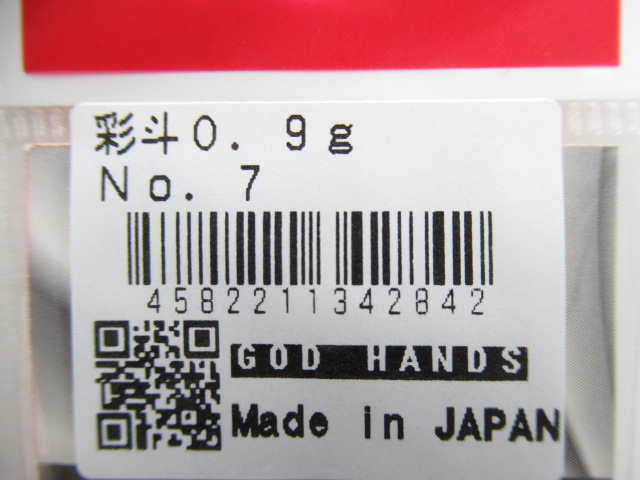 彩斗0.9g
No.7
4582211342842
GOD HANDS
Made in JAPAN